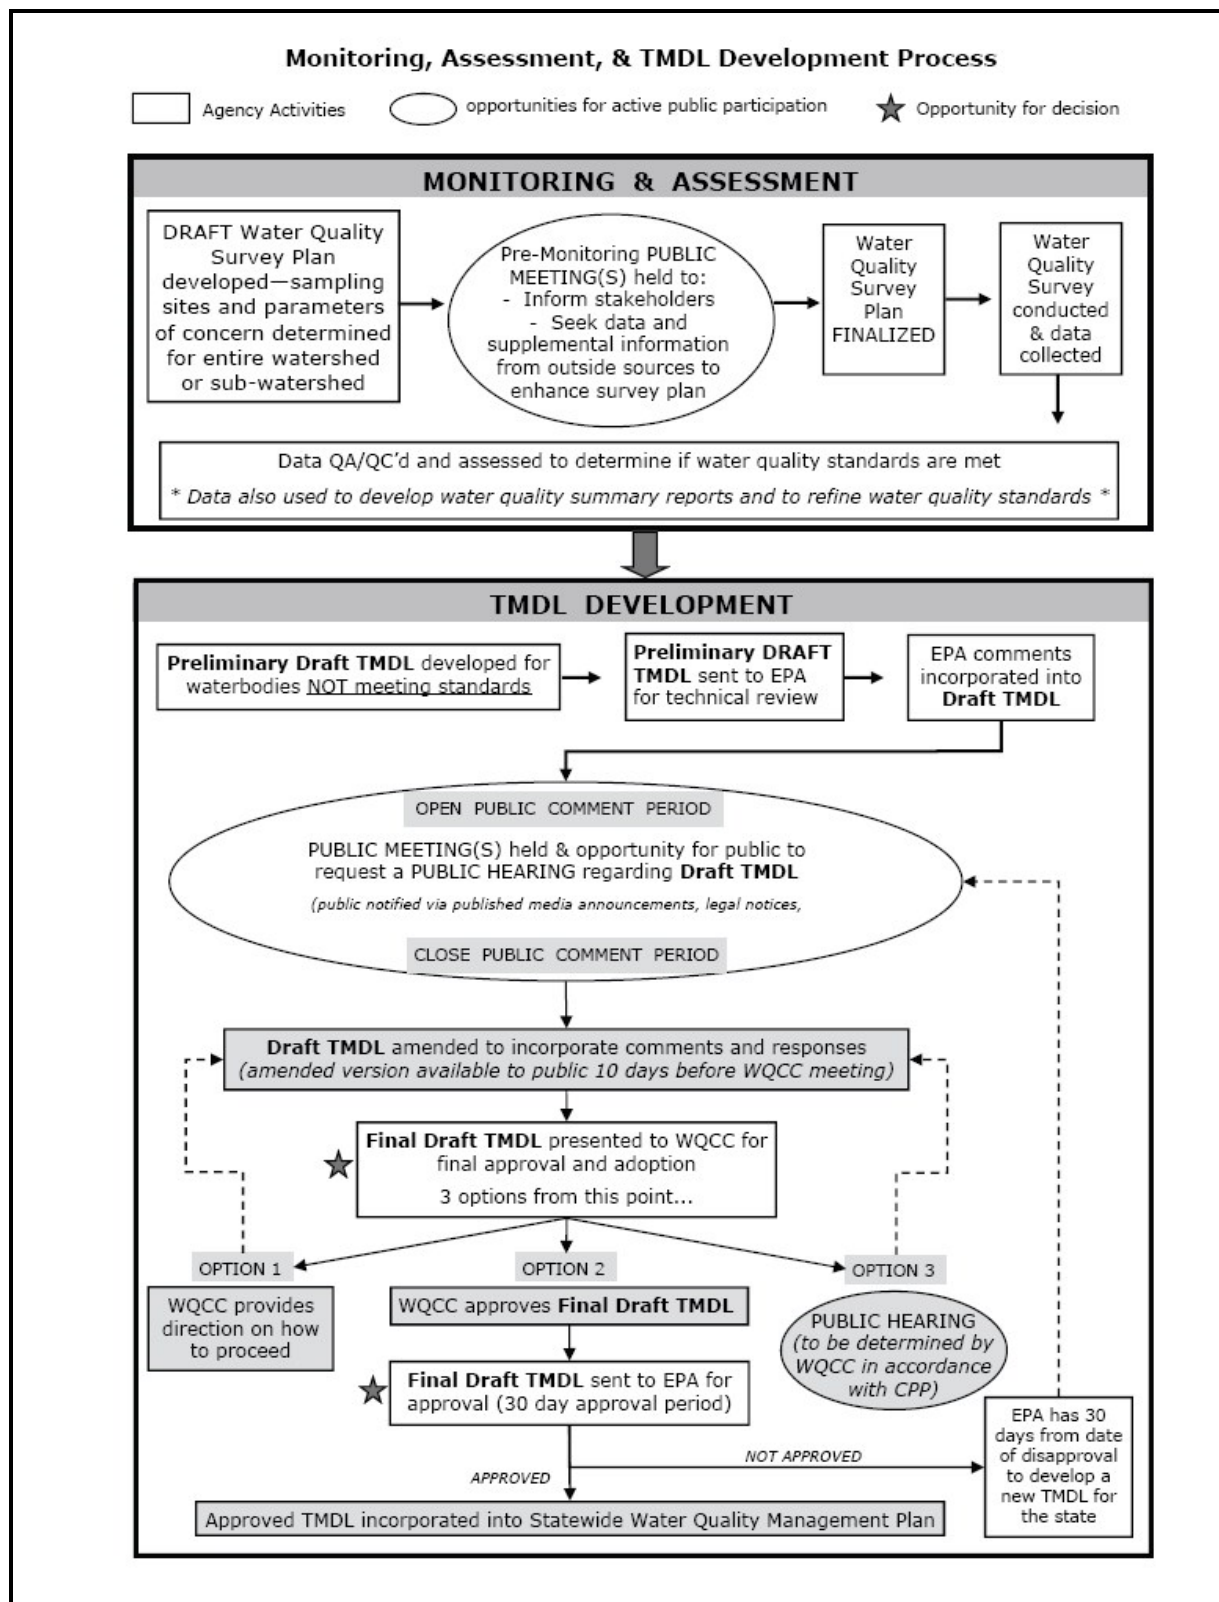 Monitoring, Assessment, & TMDL Development Process
Agency Activities
opportunities for active public participation
Opportunity for decision
MONITORING & ASSESSMENT
DRAFT Water Quality
Survey Plan
developed—sampling
sites and parameters
of concern determined
for entire watershed
or sub-watershed
Pre-Monitoring PUBLIC
MEETING(S) held to:
- Inform stakeholders
- Seek data and
supplemental information
from outside sources to
enhance survey plan
Water
Quality
Survey
Plan
FINALIZED
Water
Quality
Survey
conducted
& data
collected
Data QA/QC’d and assessed to determine if water quality standards are met
* Data also used to develop water quality summary reports and to refine water quality standards *
TMDL DEVELOPMENT
Preliminary Draft TMDL developed for
waterbodies NOT meeting standards
Preliminary DRAFT
TMDL sent to EPA
for technical review
EPA comments
incorporated into
Draft TMDL
OPEN PUBLIC COMMENT PERIOD
PUBLIC MEETING(S) held & opportunity for public to
request a PUBLIC HEARING regarding Draft TMDL
(public notified via published media announcements, legal notices,
CLOSE PUBLIC COMMENT PERIOD
Draft TMDL amended to incorporate comments and responses
(amended version available to public 10 days before WQCC meeting)
Final Draft TMDL presented to WQCC for
final approval and adoption
3 options from this point...
OPTION 1
WQCC provides
direction on how
to proceed
OPTION 2
WQCC approves Final Draft TMDL
Final Draft TMDL sent to EPA for
approval (30 day approval period)
OPTION 3
PUBLIC HEARING
(to be determined by
WQCC in accordance
with CPP)
NOT APPROVED
APPROVED
EPA has 30
days from date
of disapproval
to develop a
new TMDL for
the state
Approved TMDL incorporated into Statewide Water Quality Management Plan